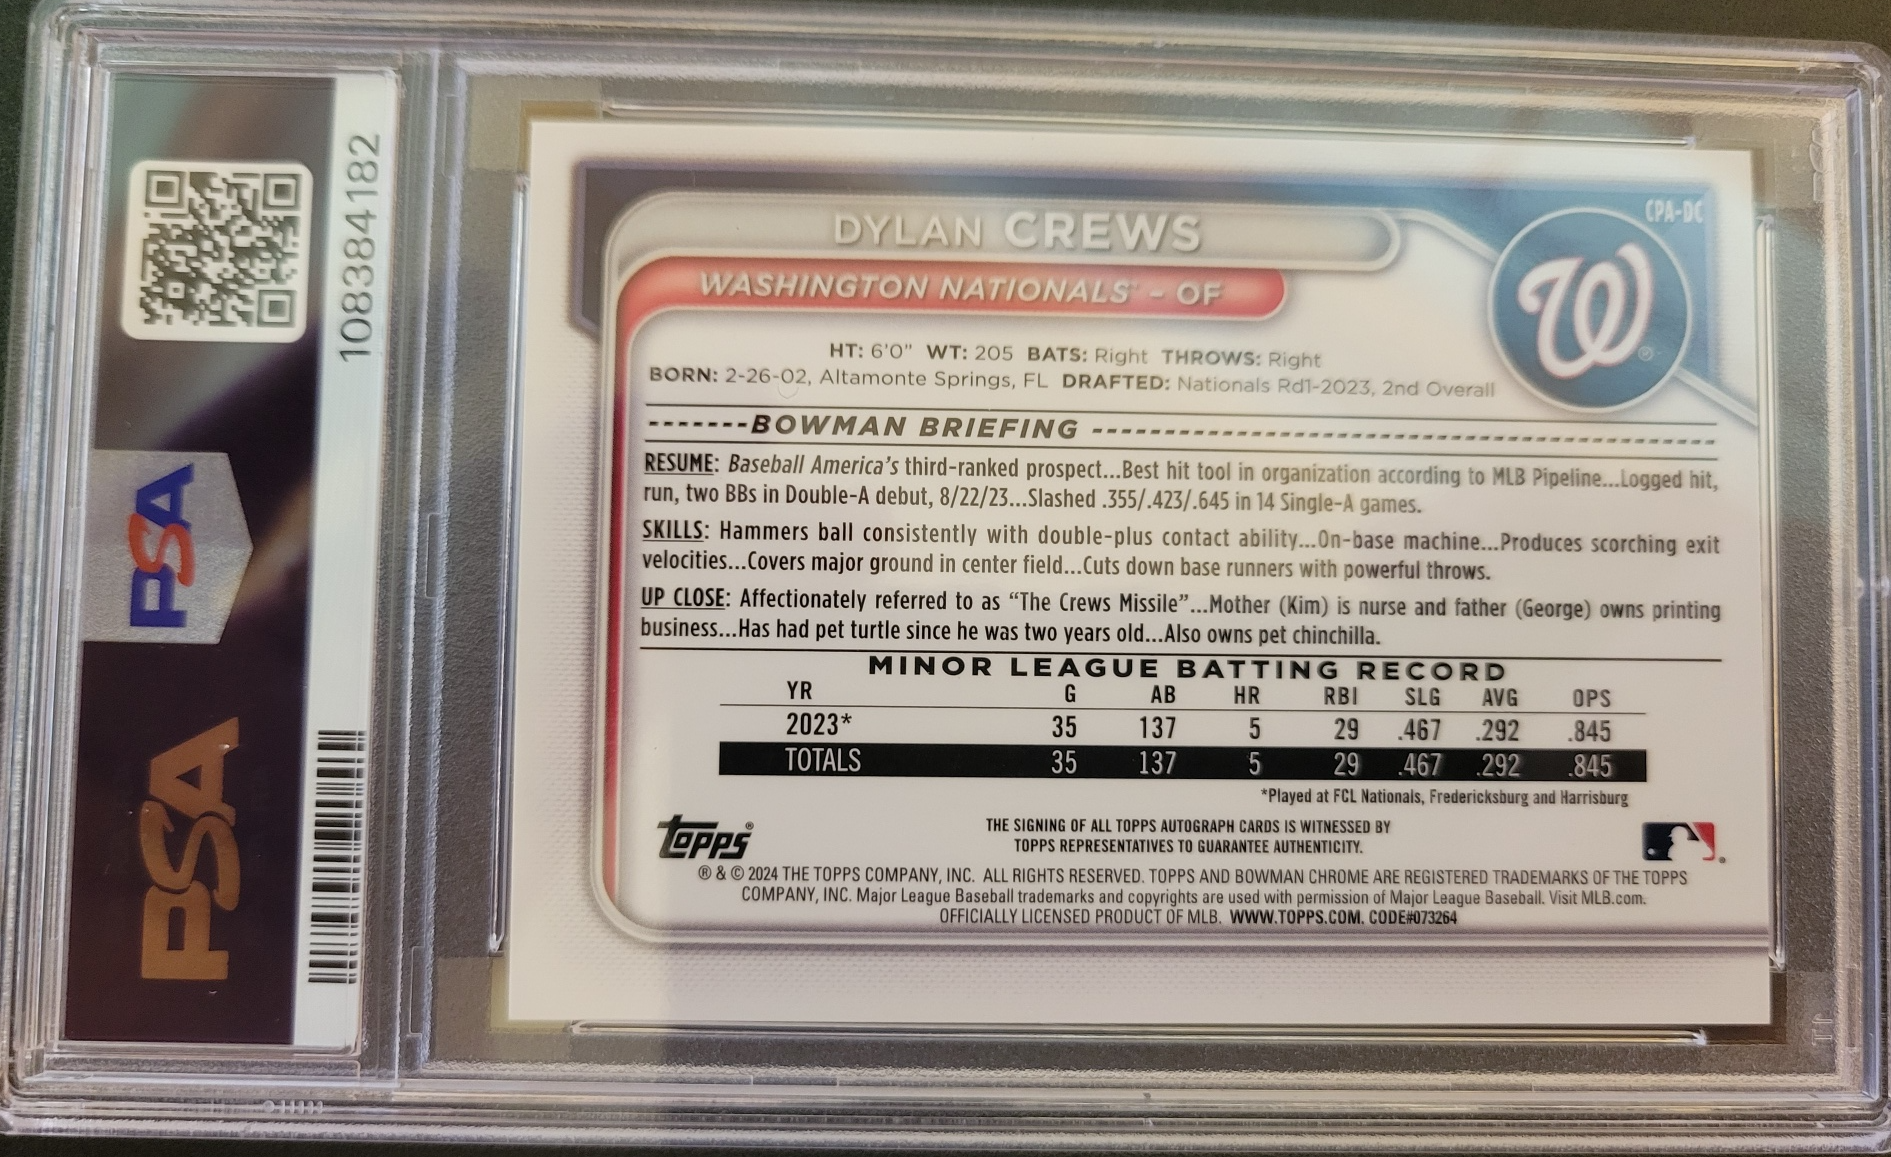 108384182
PSA
PSA
CPA-DC
DYLAN CREWS
WASHINGTON NATIONALS™ - OF
W®
HT: 6'0" WT: 205 BATS: Right THROWS: Right
BORN: 2-26-02, Altamonte Springs, FL DRAFTED: Nationals Rd1-2023, 2nd Overall
-------BOWMAN BRIEFING -------
RESUME: Baseball America's third-ranked prospect...Best hit tool in organization according to MLB Pipeline...Logged hit,
run, two BBs in Double-A debut, 8/22/23...Slashed .355/.423/.645 in 14 Single-A games.
SKILLS: Hammers ball consistently with double-plus contact ability...On-base machine...Produces scorching exit
velocities...Covers major ground in center field...Cuts down base runners with powerful throws.
UP CLOSE: Affectionately referred to as “The Crews Missile”...Mother (Kim) is nurse and father (George) owns printing
business...Has had pet turtle since he was two years old...Also owns pet chinchilla.
MINOR LEAGUE BATTING RECORD
YR G AB HR RBI SLG AVG OPS
2023* 35 137 5 29 .467 .292 .845
TOTALS 35 137 5 29 .467 .292 .845
*Played at FCL Nationals, Fredericksburg and Harrisburg
Topps®
THE SIGNING OF ALL TOPPS AUTOGRAPH CARDS IS WITNESSED BY
TOPPS REPRESENTATIVES TO GUARANTEE AUTHENTICITY.
® & © 2024 THE TOPPS COMPANY, INC. ALL RIGHTS RESERVED. TOPPS AND BOWMAN CHROME ARE REGISTERED TRADEMARKS OF THE TOPPS
COMPANY, INC. Major League Baseball trademarks and copyrights are used with permission of Major League Baseball. Visit MLB.com.
OFFICIALLY LICENSED PRODUCT OF MLB. WWW.TOPPS.COM. CODE#073264